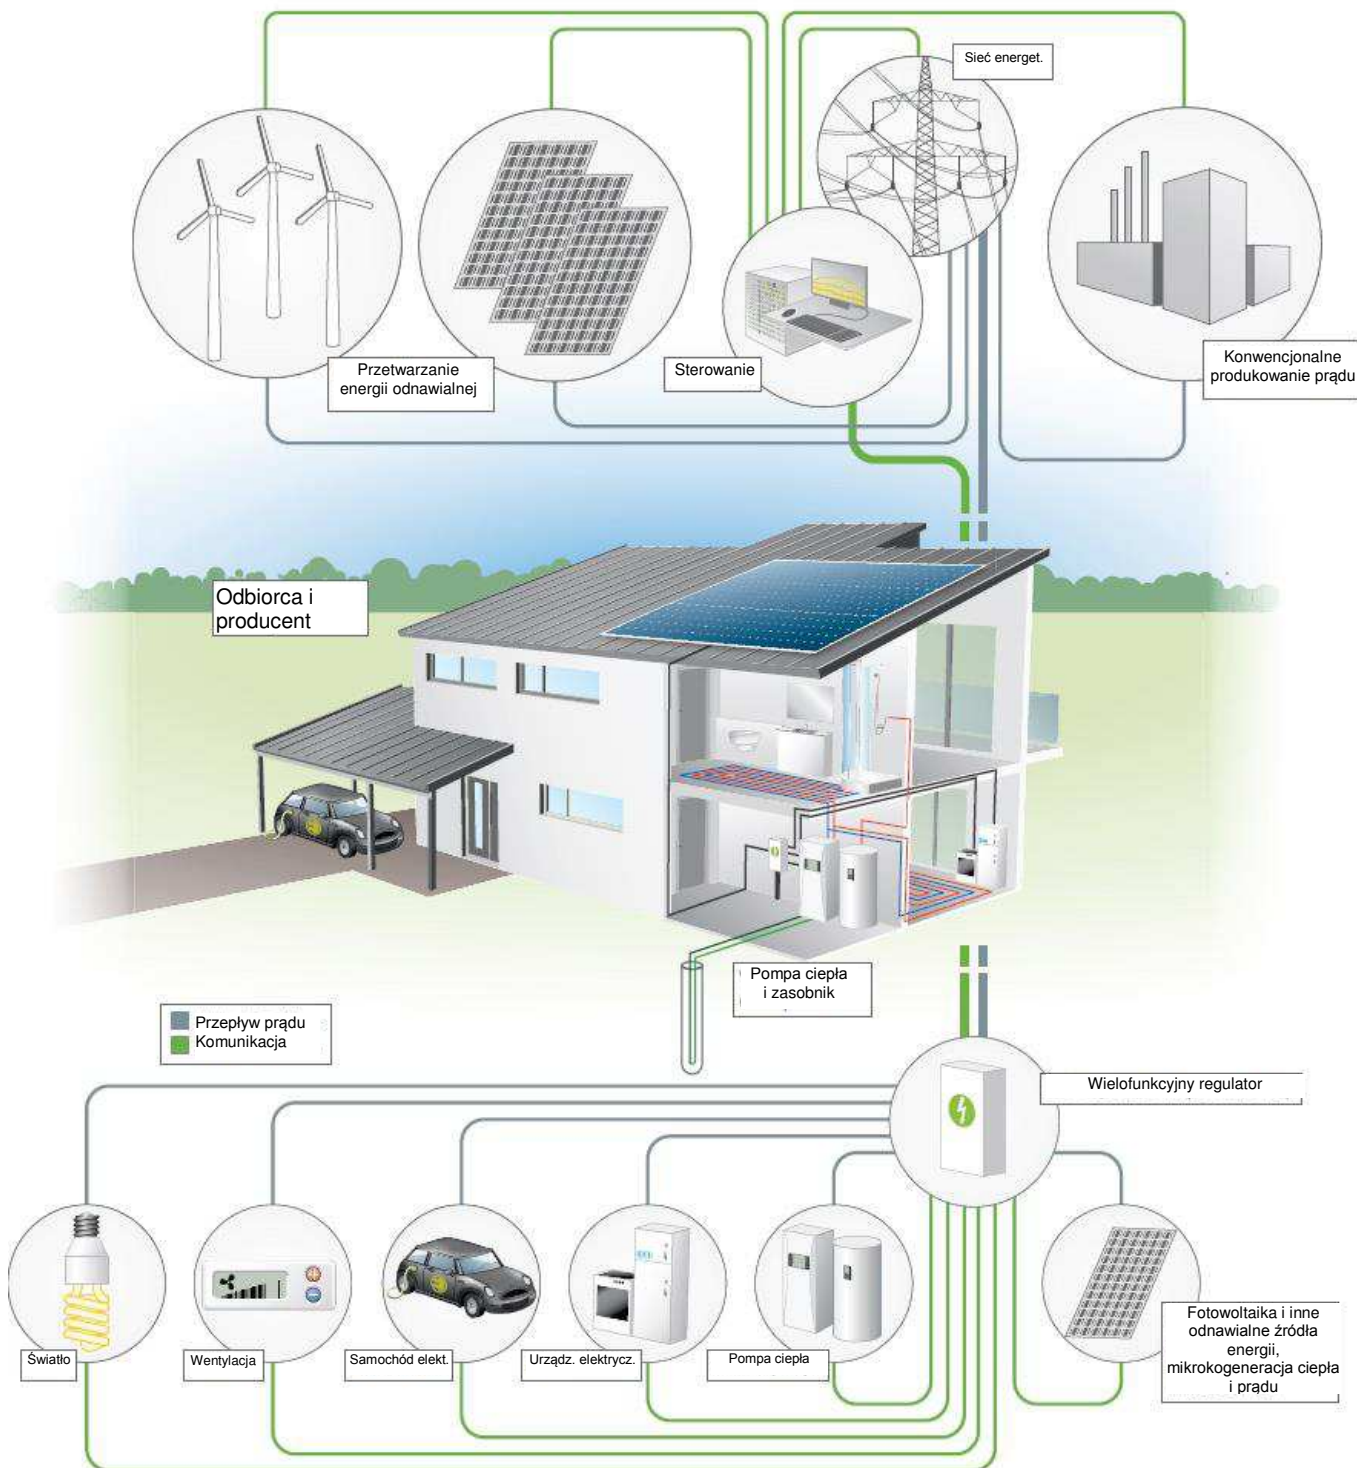 Sieć energet.
Przetwarzanie
energii odnawialnej
Sterowanie
Konwencjonalne
produkowanie prądu
Odbiorca i
producent
Pompa ciepła
i zasobnik
Przepływ prądu
Komunikacja
Wielofunkcyjny regulator
Światło
Wentylacja
Samochód elekt.
Urządz. elektrycz.
Pompa ciepła
Fotowoltaika i inne
odnawialne źródła
energii,
mikrokogeneracja ciepła
i prądu